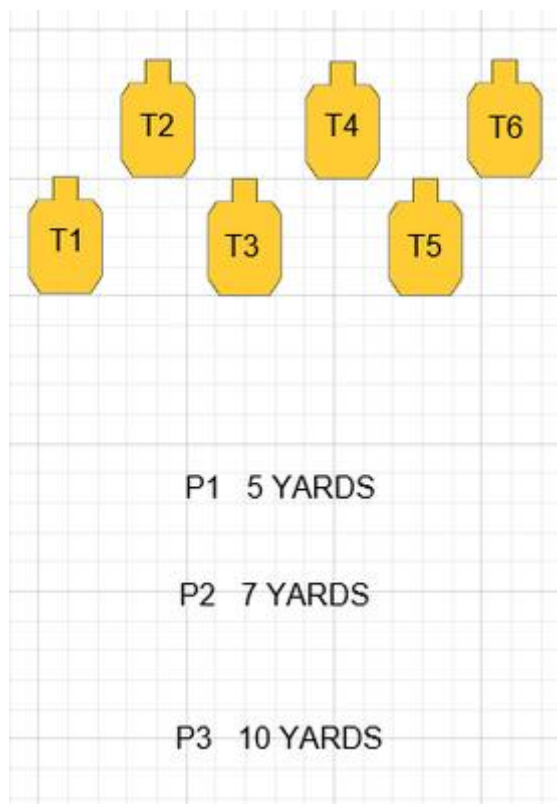 T2 T4 T6
T1 T3 T5
P1 5 YARDS
P2 7 YARDS
P3 10 YARDS